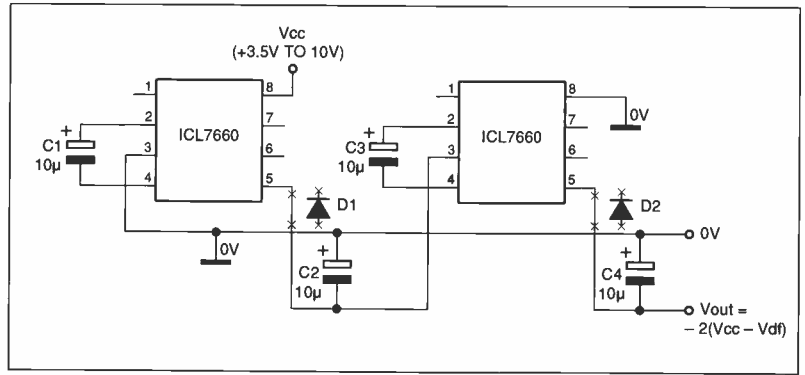 Vcc
(+3.5V TO 10V)
1
2
3
4
8
7
6
5
ICL7660
+
C1
10µ
0V
D1
+
C2
10µ
1
2
3
4
8
7
6
5
ICL7660
+
C3
10µ
0V
D2
0V
+
C4
10µ
Vout =
– 2(Vcc – Vdf)